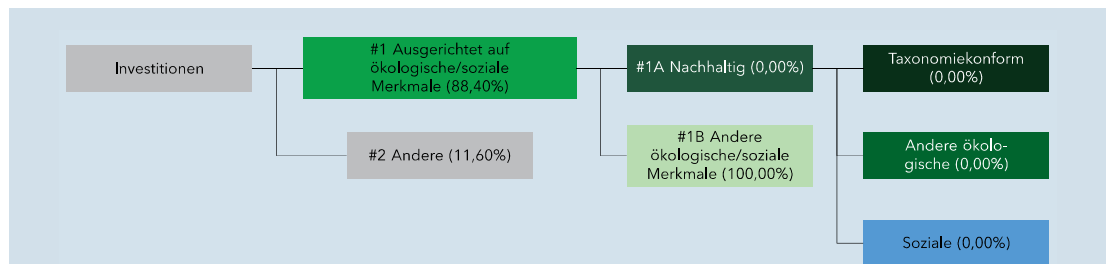 Investitionen
#1 Ausgerichtet auf
ökologische/soziale
Merkmale (88,40%)
#1A Nachhaltig (0,00%)
Taxonomiekonform
(0,00%)
#2 Andere (11,60%)
#1B Andere
ökologische/soziale
Merkmale (100,00%)
Andere ökolo-
gische (0,00%)
Soziale (0,00%)